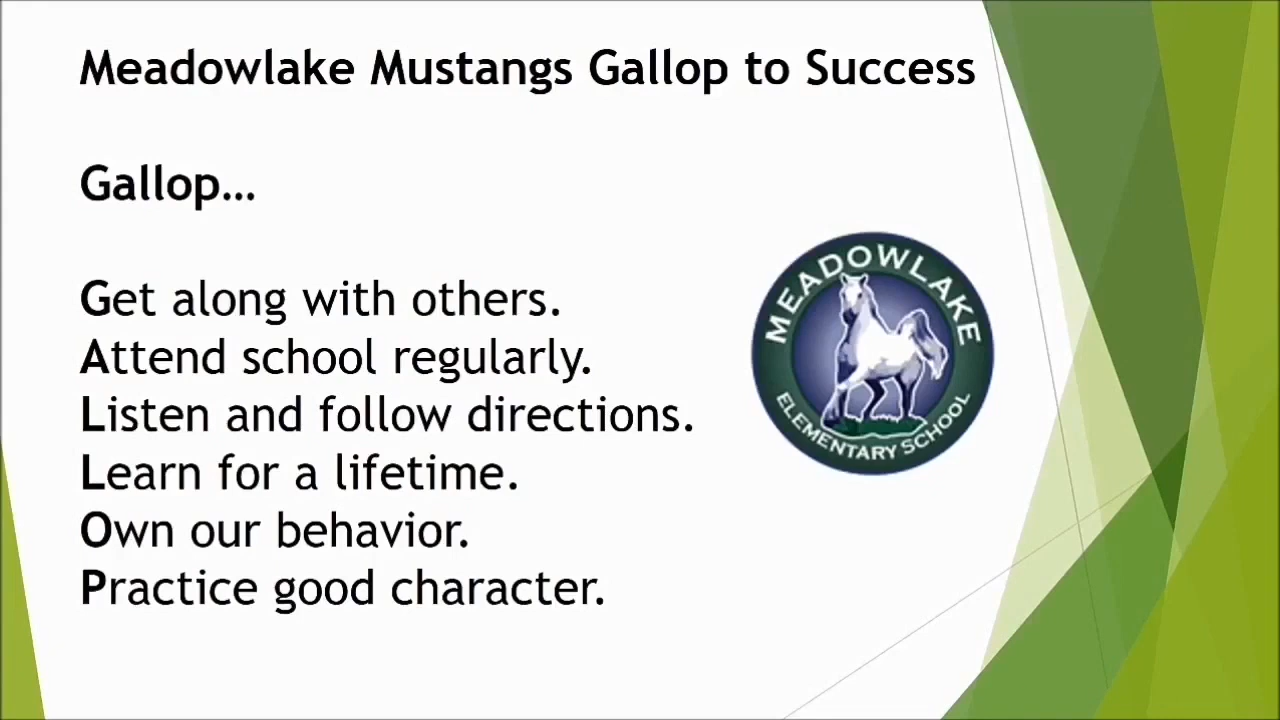 Meadowlake Mustangs Gallop to Success
Gallop…
Get along with others.
Attend school regularly.
Listen and follow directions.
Learn for a lifetime.
Own our behavior.
Practice good character.
MEADOWLAKE
ELEMENTARY SCHOOL